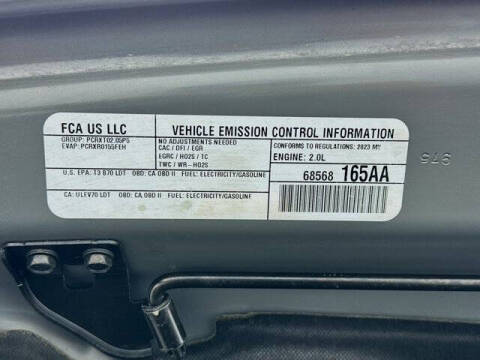 FCA US LLC
GROUP: PCRXT02.05P5
EVAP: PCRXR0155FEH
VEHICLE EMISSION CONTROL INFORMATION
NO ADJUSTMENTS NEEDED
CAC / DFI / EGR
EGRC / HO2S / TC
TWC / WR-HO2S
CONFORMS TO REGULATIONS: 2023 MY
ENGINE: 2.0L
68568 165AA
U.S. EPA: T3 B70 LDT OBD: CA OBD II FUEL: ELECTRICITY/GASOLINE
CA: ULEV70 LDT OBD: CA OBD II FUEL: ELECTRICITY/GASOLINE